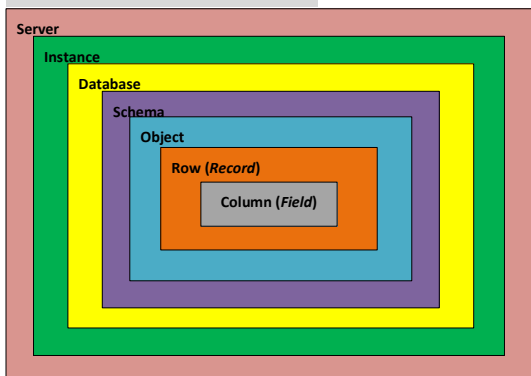 Server
Instance
Database
Schema
Object
Row (Record)
Column (Field)